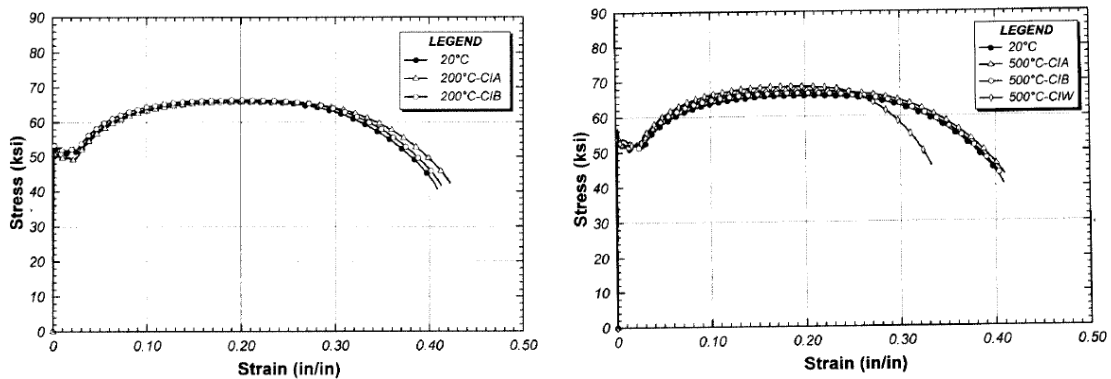 90
80
70
60
50
40
30
20
10
0
Stress (ksi)
LEGEND
20°C
200°C-CIA
200°C-CIB
0 0.10 0.20 0.30 0.40 0.50
Strain (in/in)
90
80
70
60
50
40
30
20
10
0
Stress (ksi)
LEGEND
20°C
500°C-CIA
500°C-CIB
500°C-CIW
0 0.10 0.20 0.30 0.40 0.50
Strain (in/in)